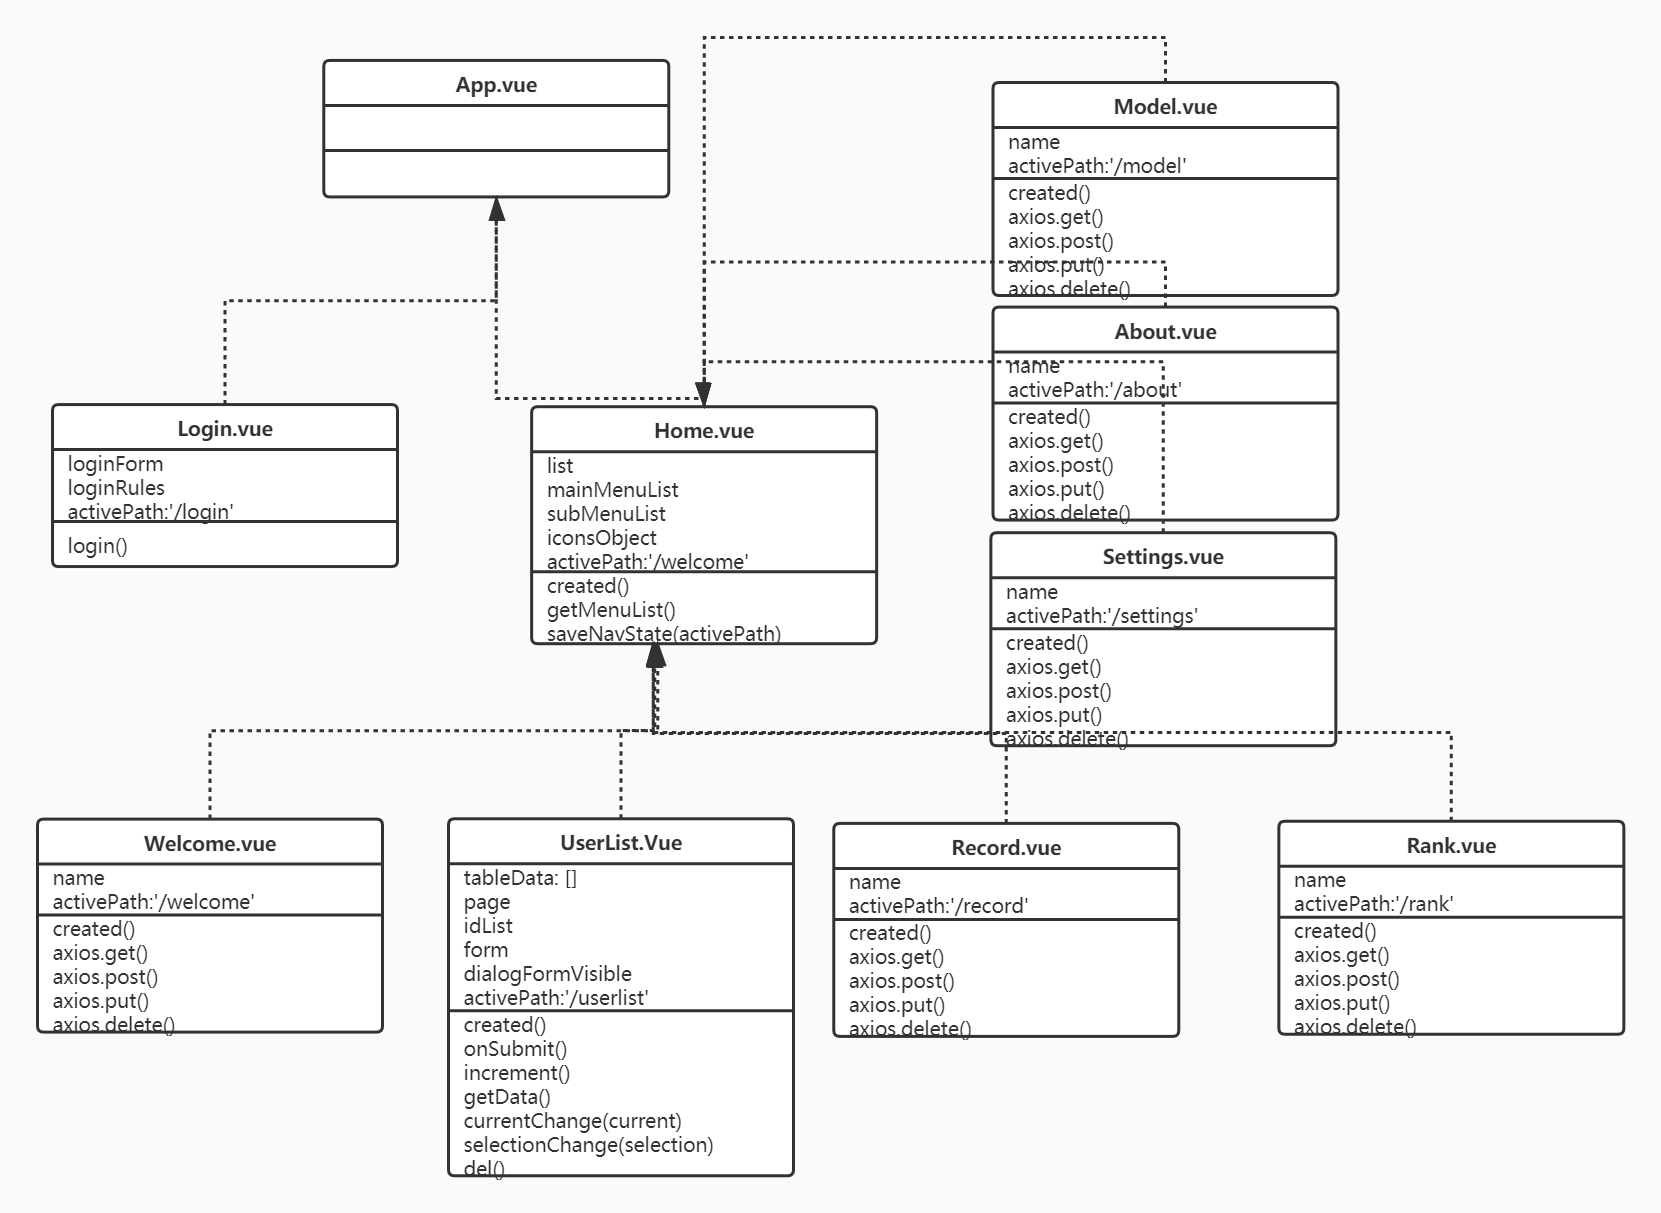 App.vue
Model.vue
name
activePath:'/model'
created()
axios.get()
axios.post()
axios.put()
axios.delete()
About.vue
name
activePath:'/about'
created()
axios.get()
axios.post()
axios.put()
axios.delete()
Login.vue
loginForm
loginRules
activePath:'/login'
login()
Home.vue
list
mainMenuList
subMenuList
iconsObject
activePath:'/welcome'
created()
getMenuList()
saveNavState(activePath)
Settings.vue
name
activePath:'/settings'
created()
axios.get()
axios.post()
axios.put()
axios.delete()
Welcome.vue
name
activePath:'/welcome'
created()
axios.get()
axios.post()
axios.put()
axios.delete()
UserList.Vue
tableData: []
page
idList
form
dialogFormVisible
activePath:'/userlist'
created()
onSubmit()
increment()
getData()
currentChange(current)
selectionChange(selection)
del()
Record.vue
name
activePath:'/record'
created()
axios.get()
axios.post()
axios.put()
axios.delete()
Rank.vue
name
activePath:'/rank'
created()
axios.get()
axios.post()
axios.put()
axios.delete()